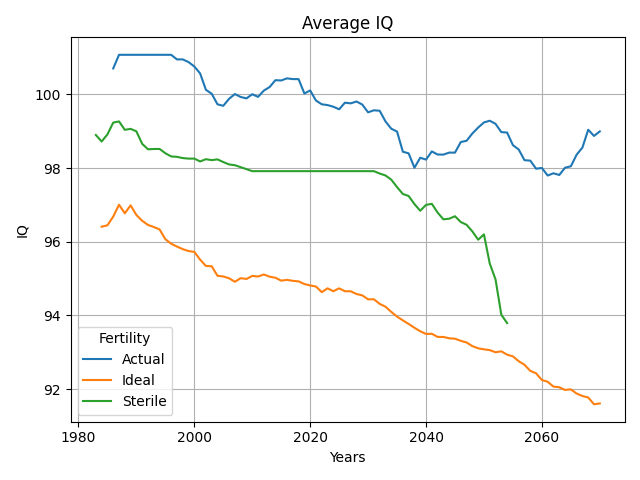 Average IQ
IQ
100
98
96
94
92
Fertility
Actual
Ideal
Sterile
1980
2000
2020
2040
2060
Years